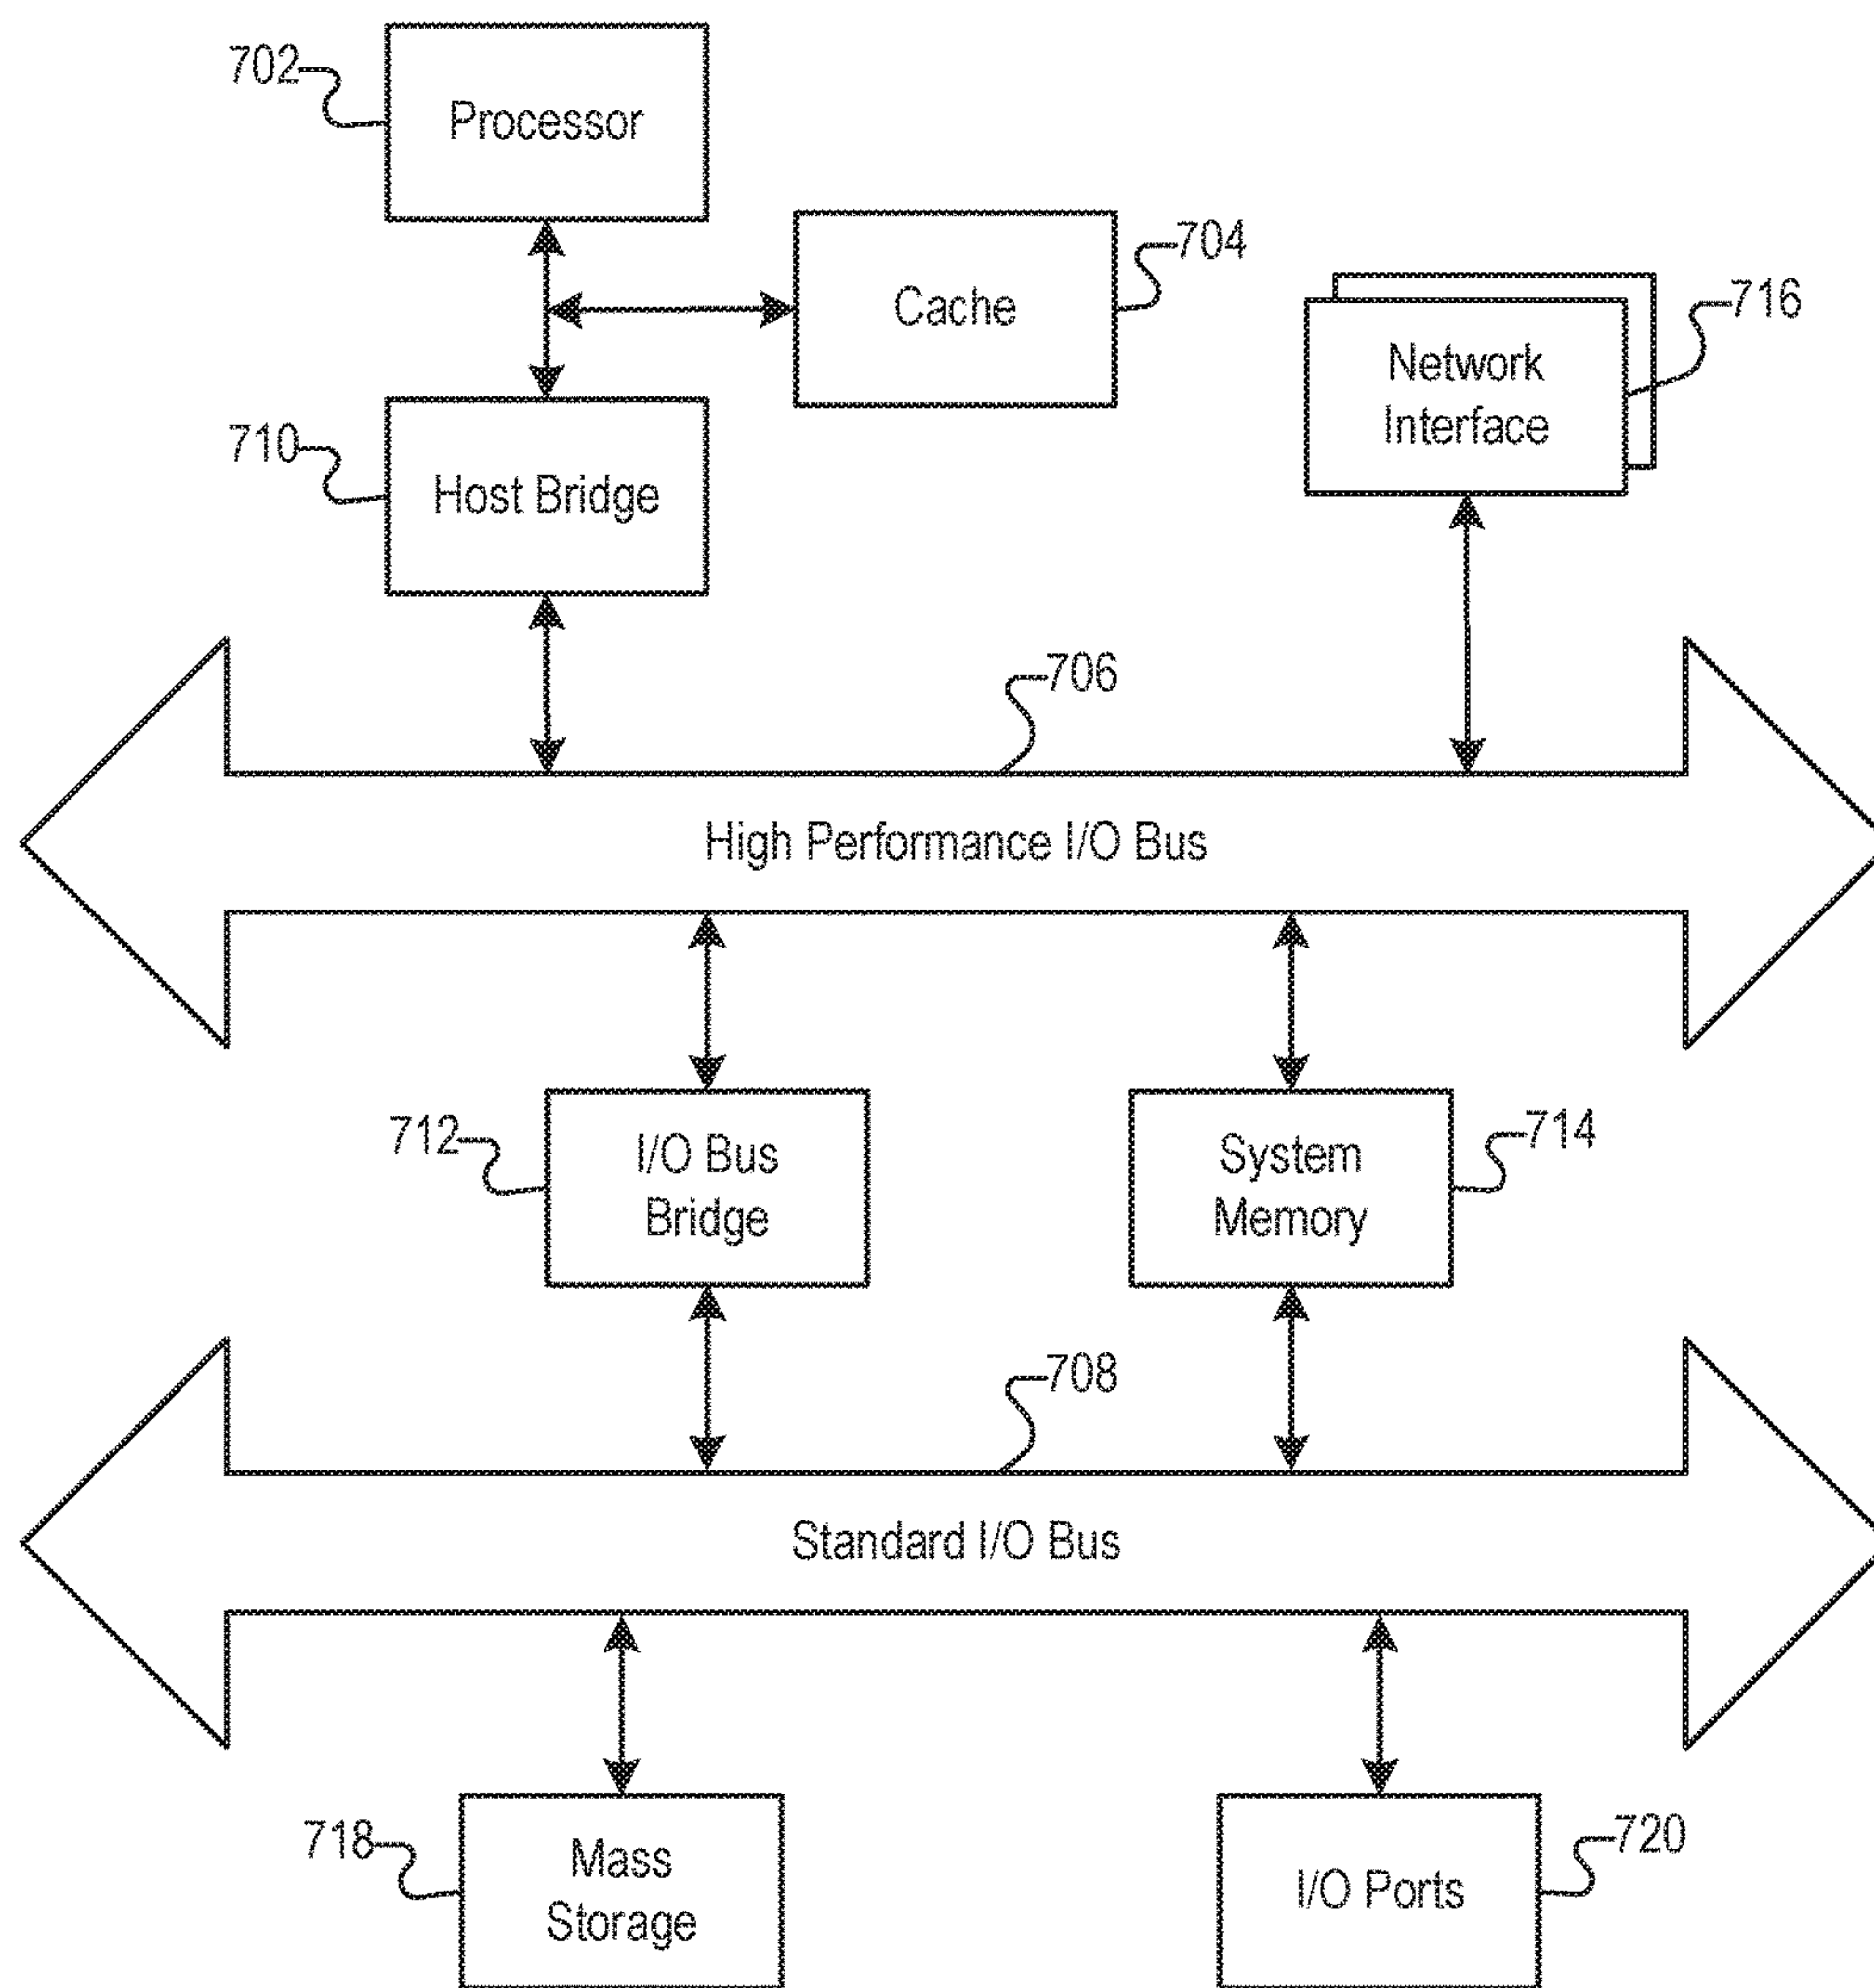 702
Processor
704
Cache
716
Network
Interface
710
Host Bridge
706
High Performance I/O Bus
712
I/O Bus
Bridge
714
System
Memory
708
Standard I/O Bus
718
Mass
Storage
720
I/O Ports